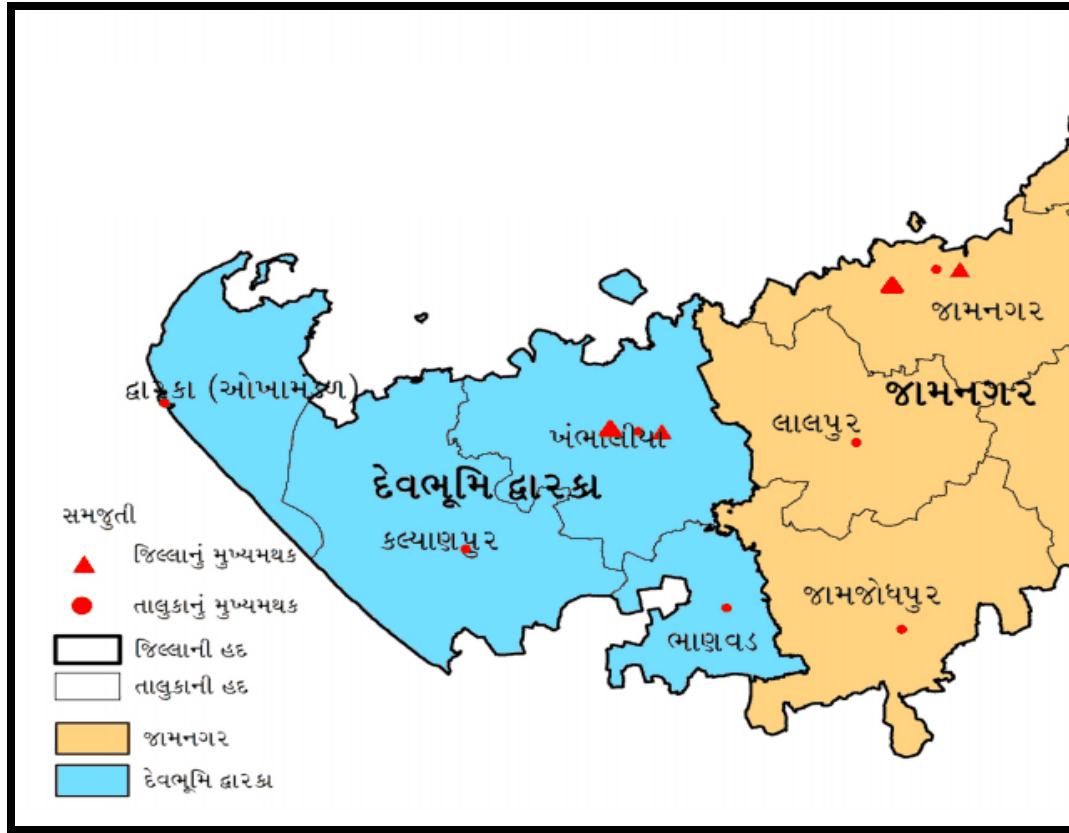 જામનગર
દ્વારકા (ઓખામંડળ)
જામનગર
લાલપુર
ખંભાળીયા
દેવભૂમિ દ્વારકા
કલ્યાણપુર
જામજોધપુર
ભાણવડ
સમજુતી
જિલ્લાનું મુખ્યમથક
તાલુકાનું મુખ્યમથક
જિલ્લાની હદ
તાલુકાની હદ
જામનગર
દેવભૂમિ દ્વારકા